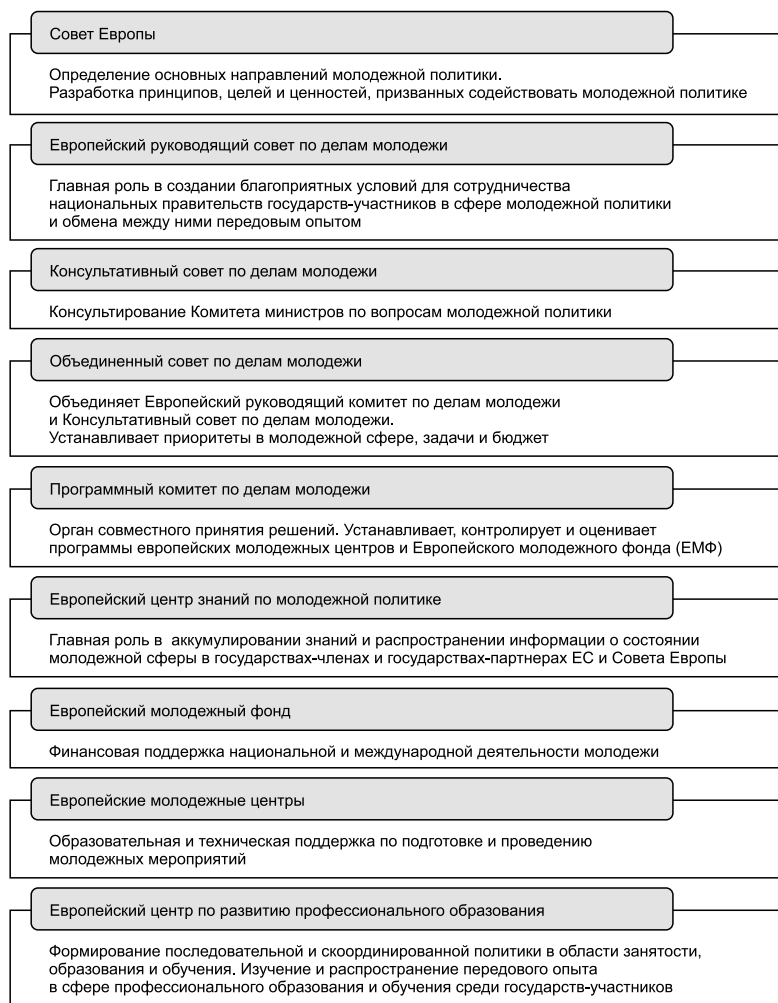 Совет Европы
Определение основных направлений молодежной политики.
Разработка принципов, целей и ценностей, призванных содействовать молодежной политике
Европейский руководящий совет по делам молодежи
Главная роль в создании благоприятных условий для сотрудничества
национальных правительств государств-участников в сфере молодежной политики
и обмена между ними передовым опытом
Консультативный совет по делам молодежи
Консультирование Комитета министров по вопросам молодежной политики
Объединенный совет по делам молодежи
Объединяет Европейский руководящий комитет по делам молодежи
и Консультативный совет по делам молодежи.
Устанавливает приоритеты в молодежной сфере, задачи и бюджет
Программный комитет по делам молодежи
Орган совместного принятия решений. Устанавливает, контролирует и оценивает
программы европейских молодежных центров и Европейского молодежного фонда (ЕМФ)
Европейский центр знаний по молодежной политике
Главная роль в аккумулировании знаний и распространении информации о состоянии
молодежной сферы в государствах-членах и государствах-партнерах ЕС и Совета Европы
Европейский молодежный фонд
Финансовая поддержка национальной и международной деятельности молодежи
Европейские молодежные центры
Образовательная и техническая поддержка по подготовке и проведению
молодежных мероприятий
Европейский центр по развитию профессионального образования
Формирование последовательной и скоординированной политики в области занятости,
образования и обучения. Изучение и распространение передового опыта
в сфере профессионального образования и обучения среди государств-участников